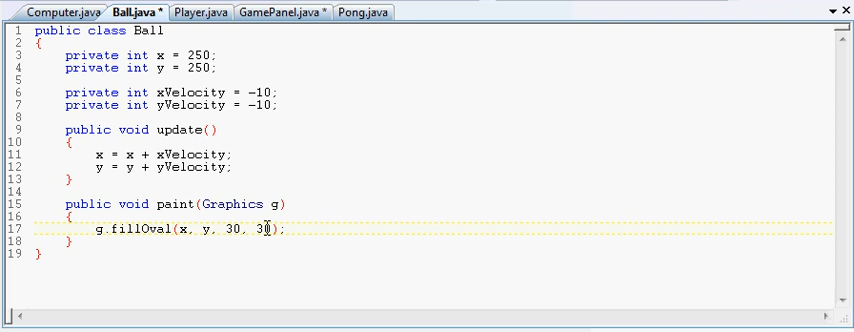 Computer.java Ball.java * Player.java GamePanel.java * Pong.java
1 public class Ball
2 {
3 private int x = 250;
4 private int y = 250;
5
6 private int xVelocity = -10;
7 private int yVelocity = -10;
8
9 public void update()
10 {
11 x = x + xVelocity;
12 y = y + yVelocity;
13 }
14
15 public void paint(Graphics g)
16 {
17 g.fillOval(x, y, 30, 30);
18 }
19 }